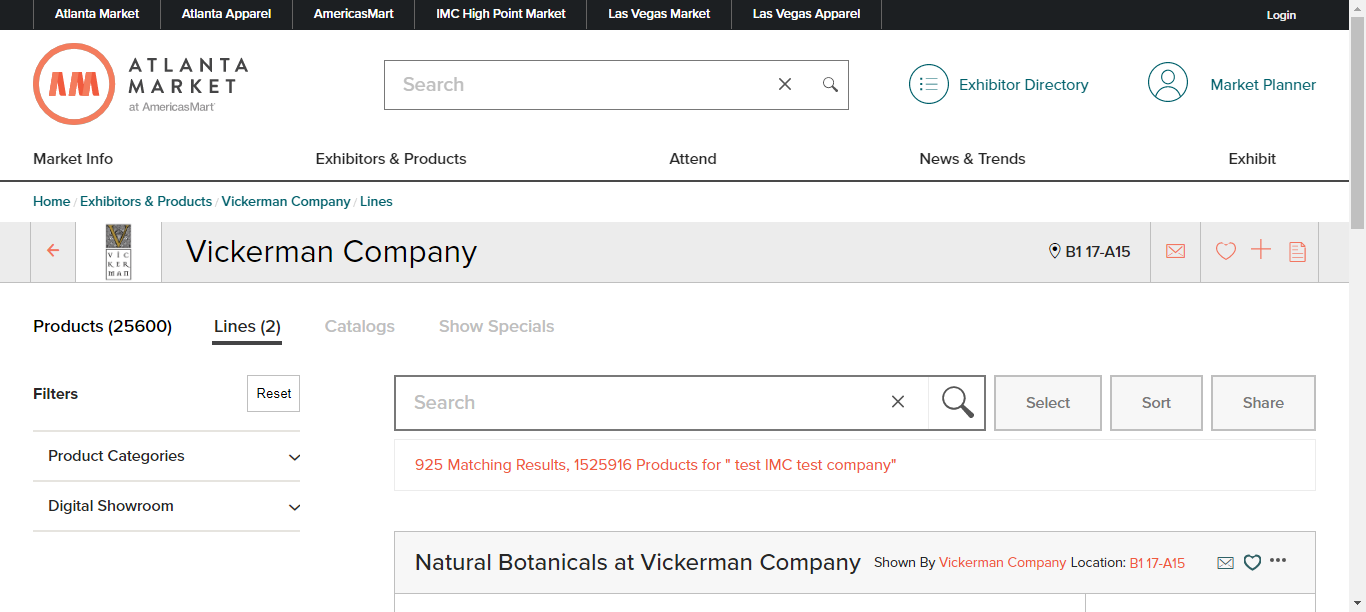 Atlanta Market Atlanta Apparel AmericasMart IMC High Point Market Las Vegas Market Las Vegas Apparel Login
ATLANTA
MARKET
at AmericasMart
Search
Exhibitor Directory
Market Planner
Market Info Exhibitors & Products Attend News & Trends Exhibit
Home / Exhibitors & Products / Vickerman Company / Lines
V
VIC
KER
MAN
Vickerman Company
B1 17-A15
Products (25600) Lines (2) Catalogs Show Specials
Filters
Reset
Search
Select
Sort
Share
Product Categories
Digital Showroom
925 Matching Results, 1525916 Products for " test IMC test company"
Natural Botanicals at Vickerman Company Shown By Vickerman Company Location: B1 17-A15